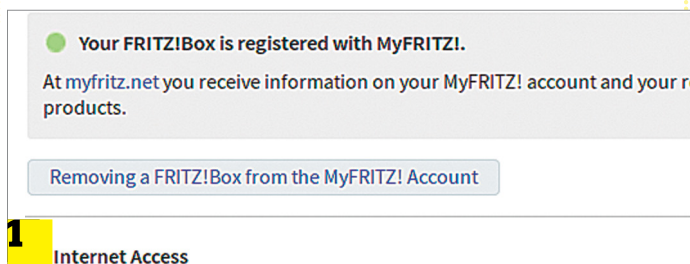 Your FRITZ!Box is registered with MyFRITZ!.
At myfritz.net you receive information on your MyFRITZ! account and your
products.
Removing a FRITZ!Box from the MyFRITZ! Account
1
Internet Access